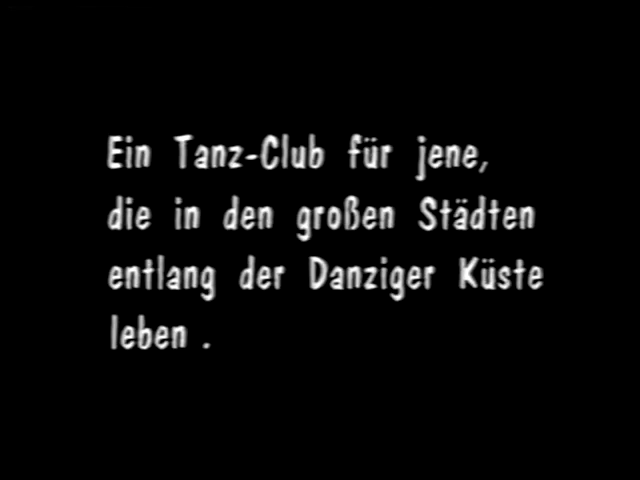 Ein Tanz-Club für jene,
die in den großen Städten
entlang der Danziger Küste
leben .